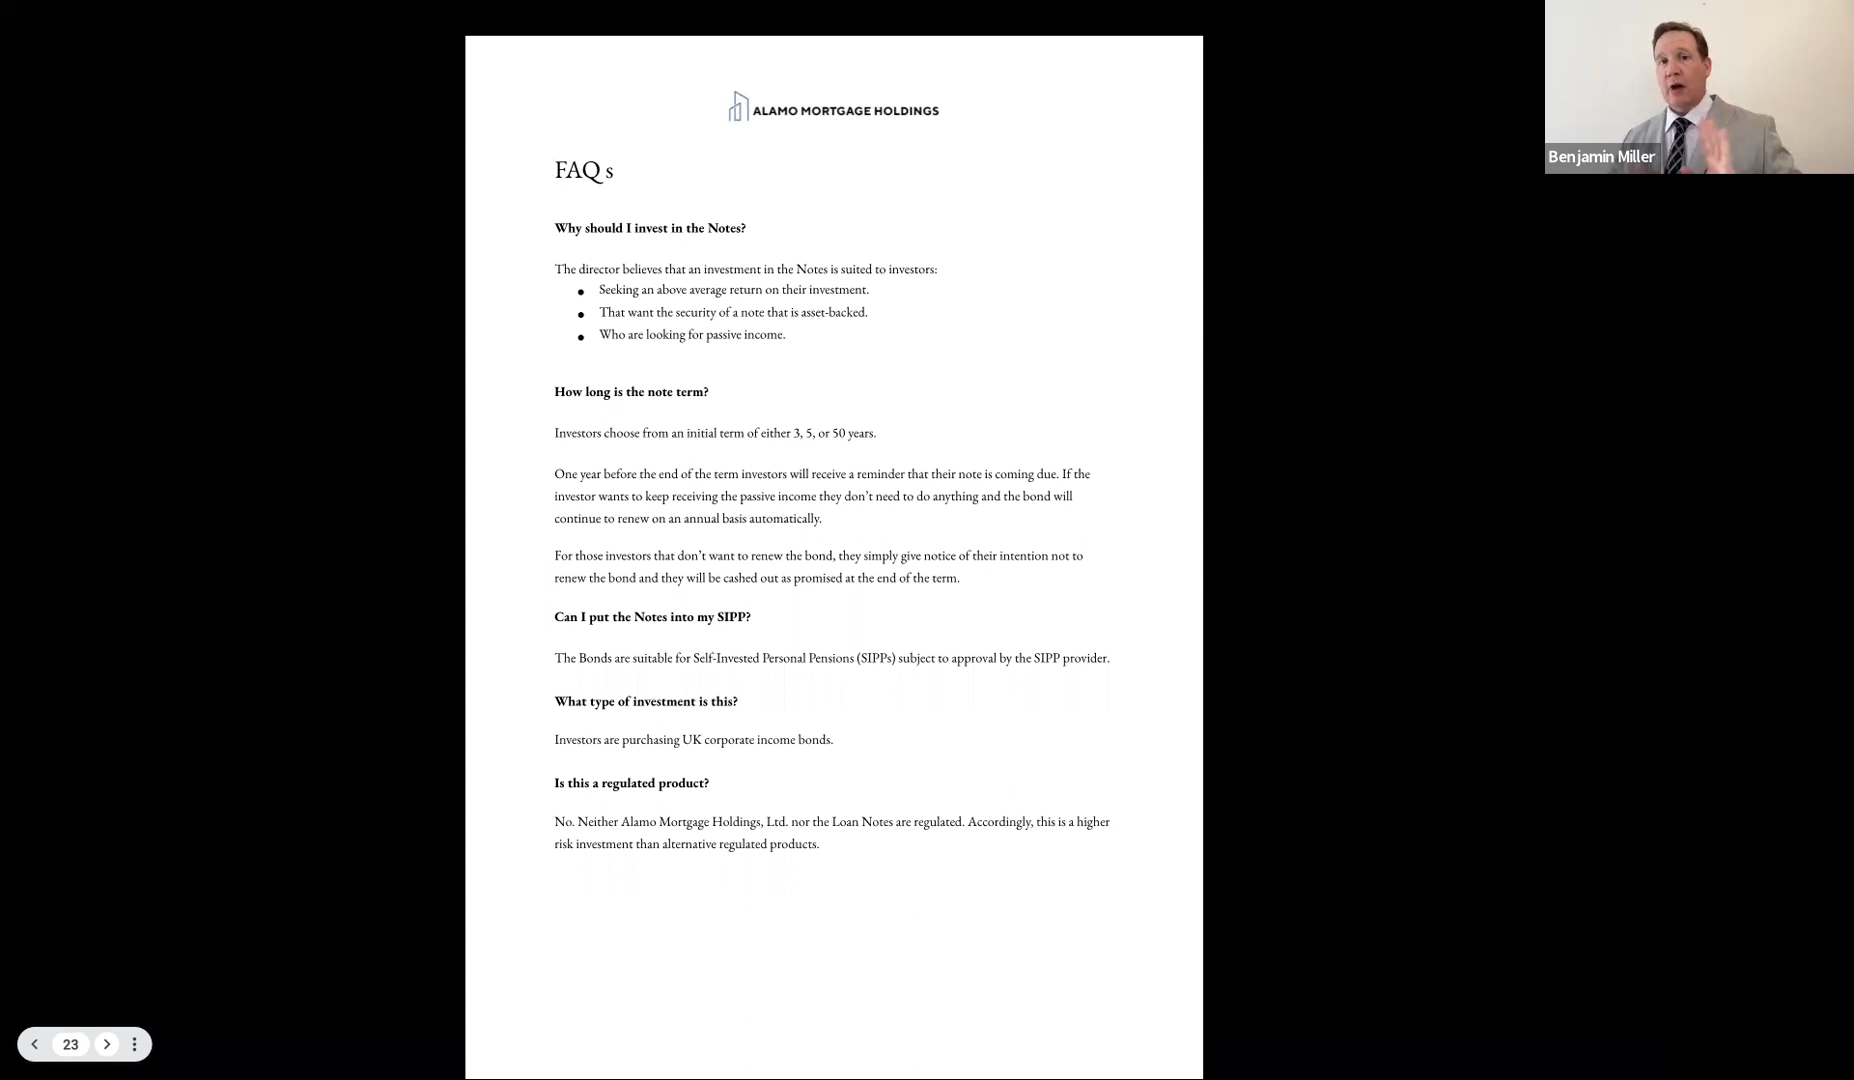 ALAMO MORTGAGE HOLDINGS
Benjamin Miller
FAQ s
Why should I invest in the Notes?
The director believes that an investment in the Notes is suited to investors:
● Seeking an above average return on their investment.
● That want the security of a note that is asset-backed.
● Who are looking for passive income.
How long is the note term?
Investors choose from an initial term of either 3, 5, or 50 years.
One year before the end of the term investors will receive a reminder that their note is coming due. If the
investor wants to keep receiving the passive income they don’t need to do anything and the bond will
continue to renew on an annual basis automatically.
For those investors that don’t want to renew the bond, they simply give notice of their intention not to
renew the bond and they will be cashed out as promised at the end of the term.
Can I put the Notes into my SIPP?
The Bonds are suitable for Self-Invested Personal Pensions (SIPPs) subject to approval by the SIPP provider.
What type of investment is this?
Investors are purchasing UK corporate income bonds.
Is this a regulated product?
No. Neither Alamo Mortgage Holdings, Ltd. nor the Loan Notes are regulated. Accordingly, this is a higher
risk investment than alternative regulated products.
23